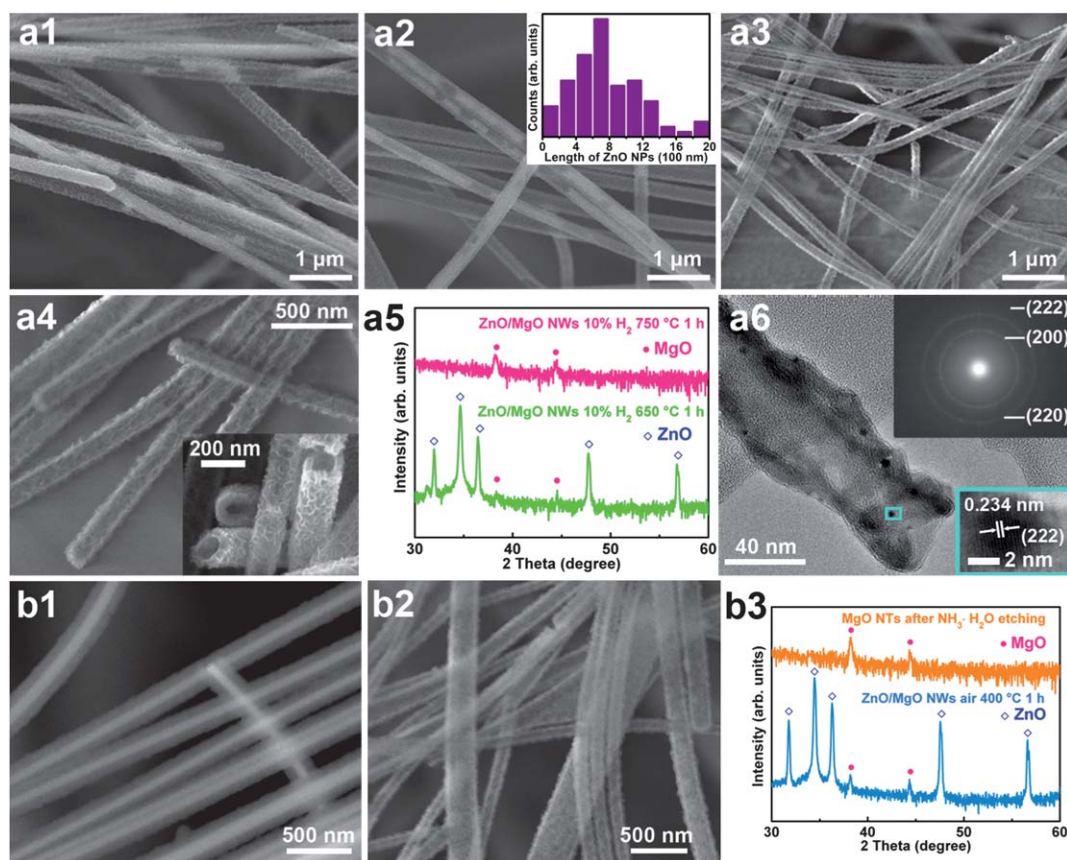 a1
1 µm
a2
Counts (arb. units)
0 4 8 12 16 20
Length of ZnO NPs (100 nm)
1 µm
a3
1 µm
a4
500 nm
200 nm
a5
ZnO/MgO NWs 10% H₂ 750 °C 1 h
MgO
ZnO/MgO NWs 10% H₂ 650 °C 1 h
ZnO
Intensity (arb. units)
30 40 50 60
2 Theta (degree)
a6
(222)
(200)
(220)
0.234 nm
(222)
2 nm
40 nm
b1
500 nm
b2
500 nm
b3
MgO NTs after NH₃· H₂O etching
MgO
ZnO/MgO NWs air 400 °C 1 h
ZnO
Intensity (arb. units)
30 40 50 60
2 Theta (degree)